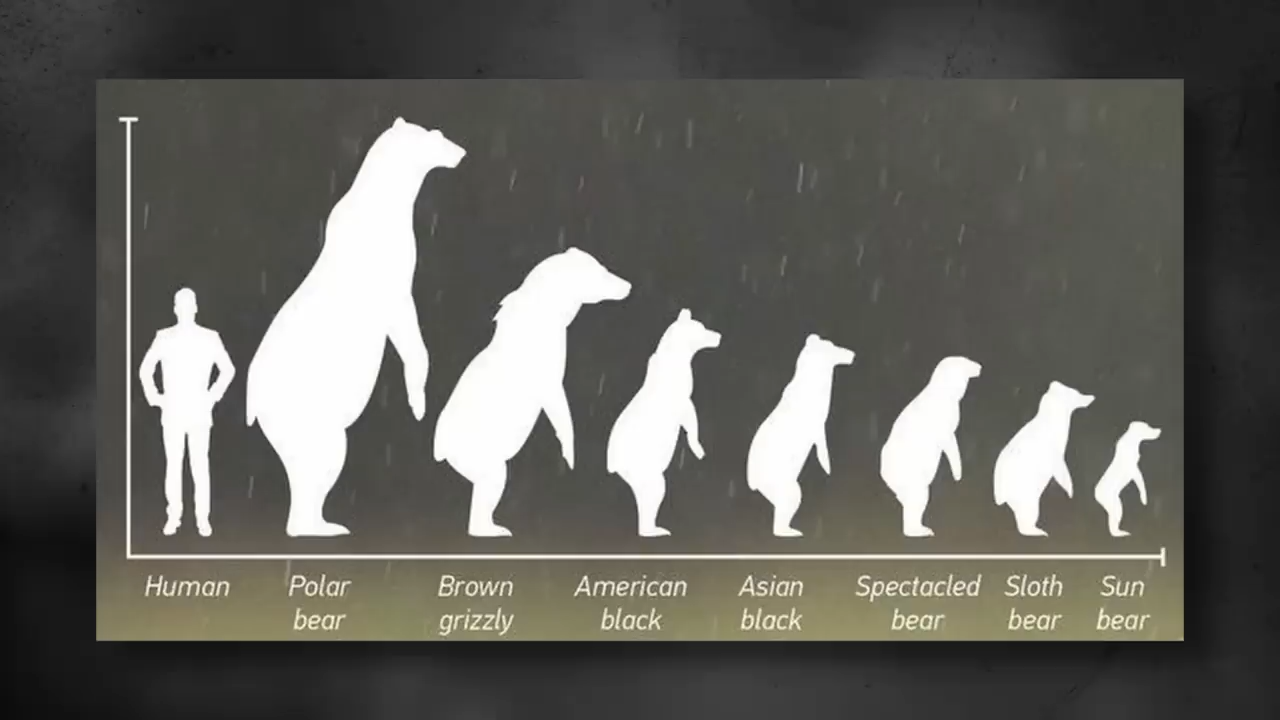 Human
Polar
bear
Brown
grizzly
American
black
Asian
black
Spectacled
bear
Sloth
bear
Sun
bear